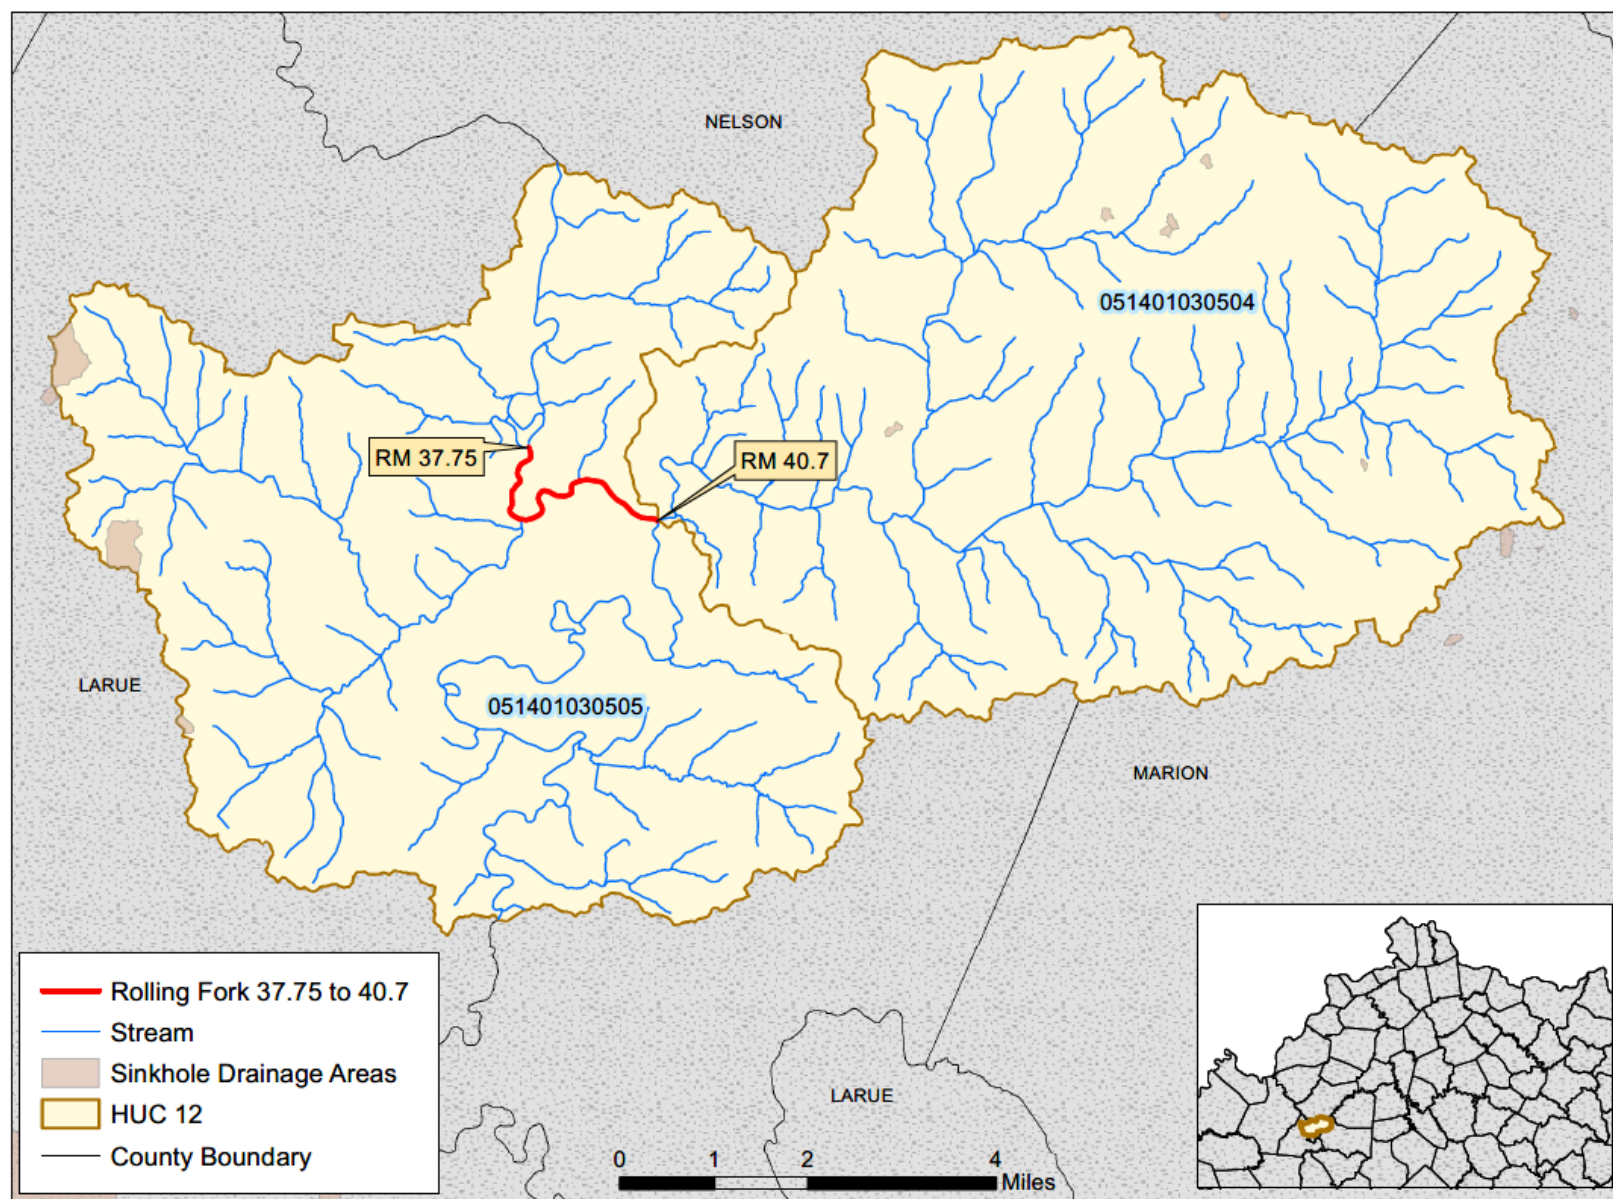 NELSON
051401030504
RM 37.75
RM 40.7
LARUE
051401030505
MARION
Rolling Fork 37.75 to 40.7
Stream
Sinkhole Drainage Areas
HUC 12
County Boundary
LARUE
0 1 2 4
Miles